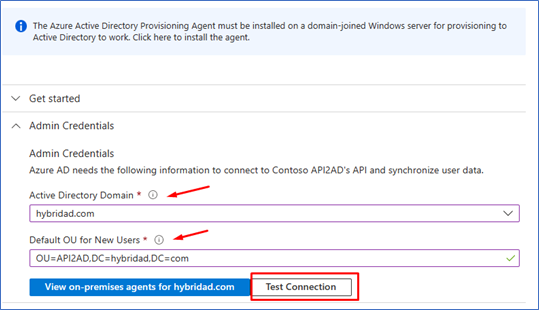 The Azure Active Directory Provisioning Agent must be installed on a domain-joined Windows server for provisioning to
Active Directory to work. Click here to install the agent.
Get started
Admin Credentials
Admin Credentials
Azure AD needs the following information to connect to Contoso API2AD's API and synchronize user data.
Active Directory Domain *
hybridad.com
Default OU for New Users *
OU=API2AD,DC=hybridad,DC=com
View on-premises agents for hybridad.com Test Connection